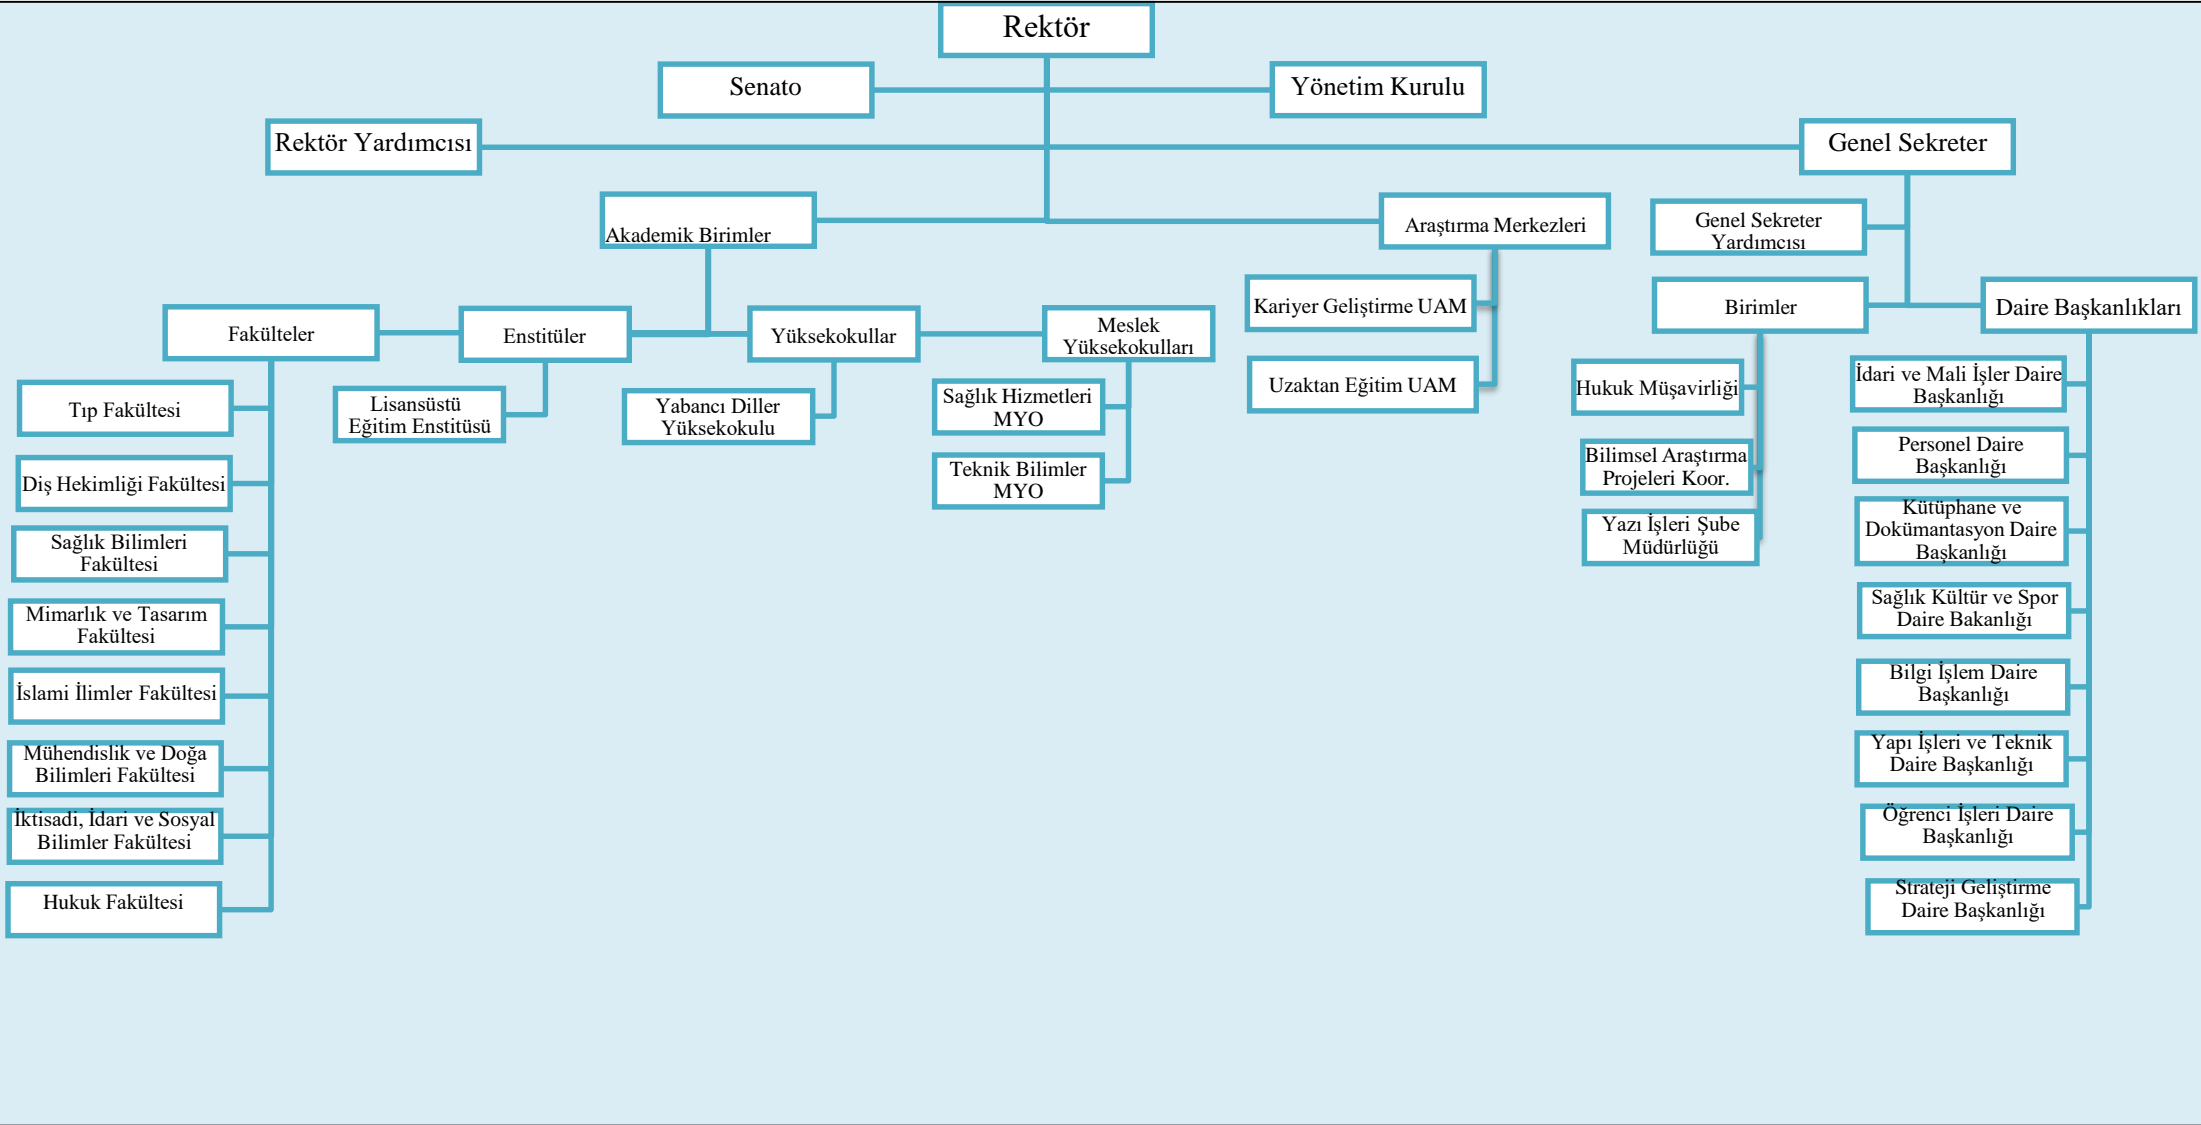 Rektör
Senato
Yönetim Kurulu
Rektör Yardımcısı
Genel Sekreter
Akademik Birimler
Araştırma Merkezleri
Genel Sekreter
Yardımcısı
Kariyer Geliştirme UAM
Uzaktan Eğitim UAM
Birimler
Daire Başkanlıkları
Fakülteler
Enstitüler
Yüksekokullar
Meslek
Yüksekokulları
Tıp Fakültesi
Diş Hekimliği Fakültesi
Sağlık Bilimleri
Fakültesi
Mimarlık ve Tasarım
Fakültesi
İslami İlimler Fakültesi
Mühendislik ve Doğa
Bilimleri Fakültesi
İktisadi, İdari ve Sosyal
Bilimler Fakültesi
Hukuk Fakültesi
Lisansüstü
Eğitim Enstitüsü
Yabancı Diller
Yüksekokulu
Sağlık Hizmetleri
MYO
Teknik Bilimler
MYO
Hukuk Müşavirliği
Bilimsel Araştırma
Projeleri Koor.
Yazı İşleri Şube
Müdürlüğü
İdari ve Mali İşler Daire
Başkanlığı
Personel Daire
Başkanlığı
Kütüphane ve
Dokümantasyon Daire
Başkanlığı
Sağlık Kültür ve Spor
Daire Bakanlığı
Bilgi İşlem Daire
Başkanlığı
Yapı İşleri ve Teknik
Daire Başkanlığı
Öğrenci İşleri Daire
Başkanlığı
Strateji Geliştirme
Daire Başkanlığı